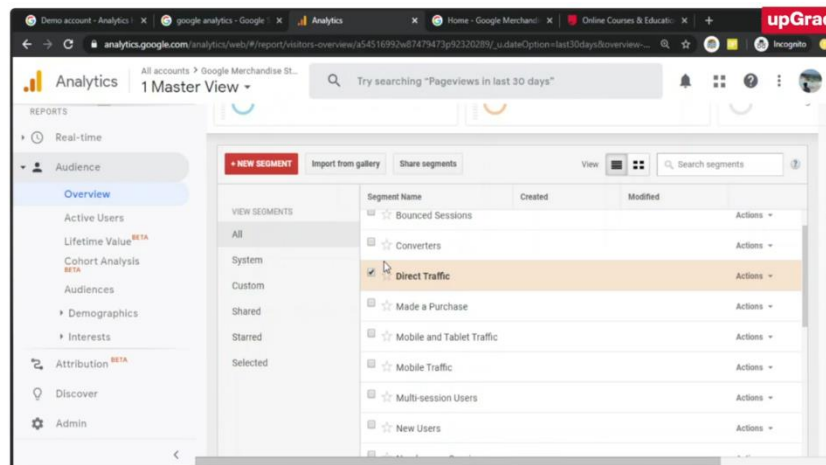 Demo account - Analytics
google analytics - Google
Analytics
Home - Google Merchandi
Online Courses & Educatio
upGrad
analytics.google.com/analytics/web/#/report/visitors-overview/a54516992w87479473p92320289/_u.dateOption=last30days&overview-...
Incognito
Analytics
All accounts > Google Merchandise St...
1 Master View
Try searching "Pageviews in last 30 days"
REPORTS
Real-time
Audience
Overview
Active Users
Lifetime Value BETA
Cohort Analysis
BETA
Audiences
Demographics
Interests
Attribution BETA
Discover
Admin
+ NEW SEGMENT
Import from gallery
Share segments
View
Search segments
Segment Name Created Modified
VIEW SEGMENTS
All
System
Custom
Shared
Starred
Selected
Bounced Sessions Actions
Converters Actions
Direct Traffic Actions
Made a Purchase Actions
Mobile and Tablet Traffic Actions
Mobile Traffic Actions
Multi-session Users Actions
New Users Actions